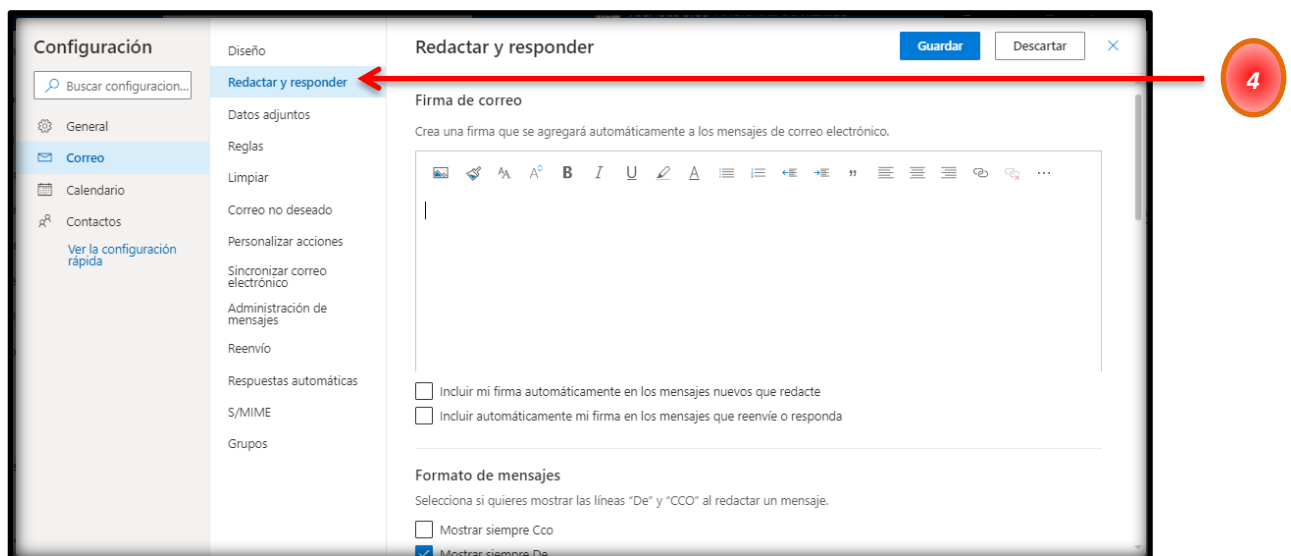 Configuración
Buscar configuracion...
General
Correo
Calendario
Contactos
Ver la configuración
rápida
Diseño
Redactar y responder
Datos adjuntos
Reglas
Limpiar
Correo no deseado
Personalizar acciones
Sincronizar correo
electrónico
Administración de
mensajes
Reenvío
Respuestas automáticas
S/MIME
Grupos
Redactar y responder
Guardar
Descartar
Firma de correo
Crea una firma que se agregará automáticamente a los mensajes de correo electrónico.
B I U A
Incluir mi firma automáticamente en los mensajes nuevos que redacte
Incluir automáticamente mi firma en los mensajes que reenvíe o responda
Formato de mensajes
Selecciona si quieres mostrar las líneas "De" y "CCO" al redactar un mensaje.
Mostrar siempre Cco
Mostrar siempre De
4